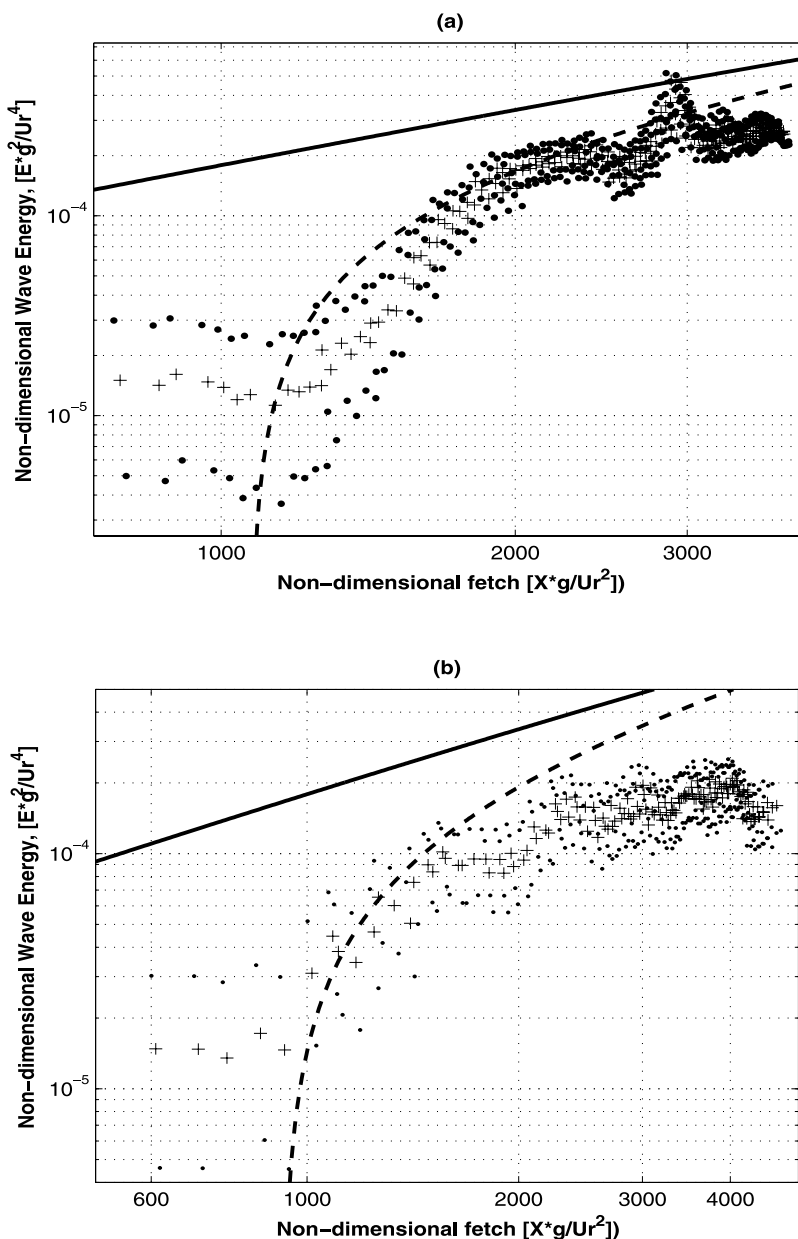 (a)
Non-dimensional Wave Energy, [E*g²/Ur⁴]
10⁻⁴
10⁻⁵
1000 2000 3000
Non-dimensional fetch [X*g/Ur²])
(b)
Non-dimensional Wave Energy, [E*g²/Ur⁴]
10⁻⁴
10⁻⁵
600 1000 2000 3000 4000
Non-dimensional fetch [X*g/Ur²])